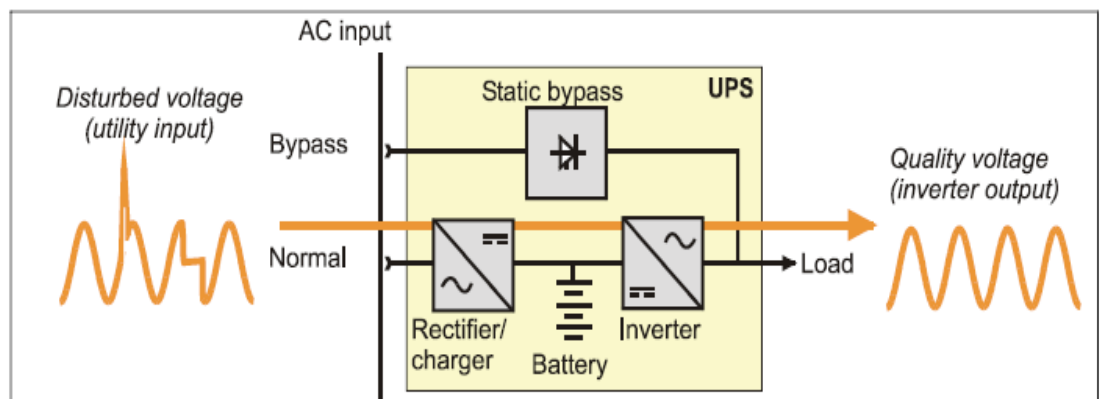 AC input
Disturbed voltage
(utility input)
UPS
Static bypass
Bypass
Quality voltage
(inverter output)
Normal
Load
Rectifier/
charger
Battery
Inverter